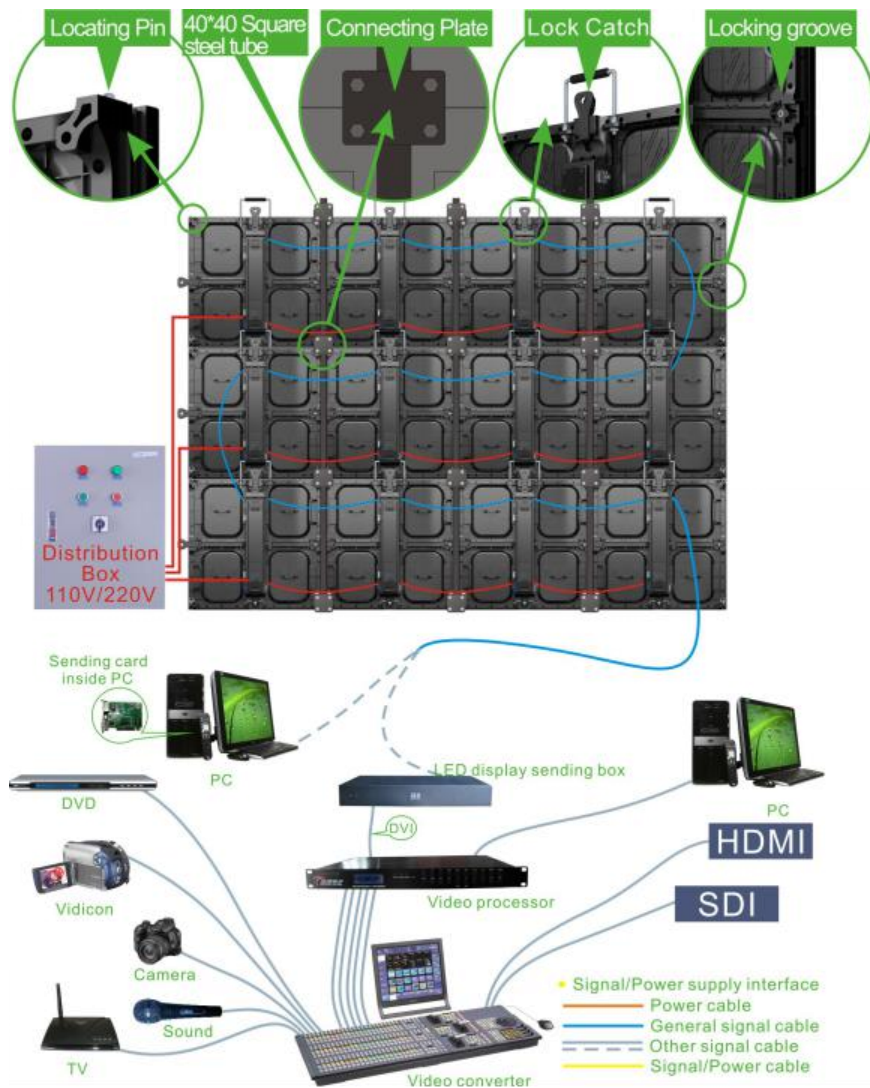 Locating Pin
40*40 Square
steel tube
Connecting Plate
Lock Catch
Locking groove
Distribution
Box
110V/220V
Sending card
inside PC
PC
LED display sending box
DVD
DVI
PC
HDMI
Vidicon
Video processor
SDI
Camera
Signal/Power supply interface
Power cable
Sound
General signal cable
Other signal cable
TV
Video converter
Signal/Power cable